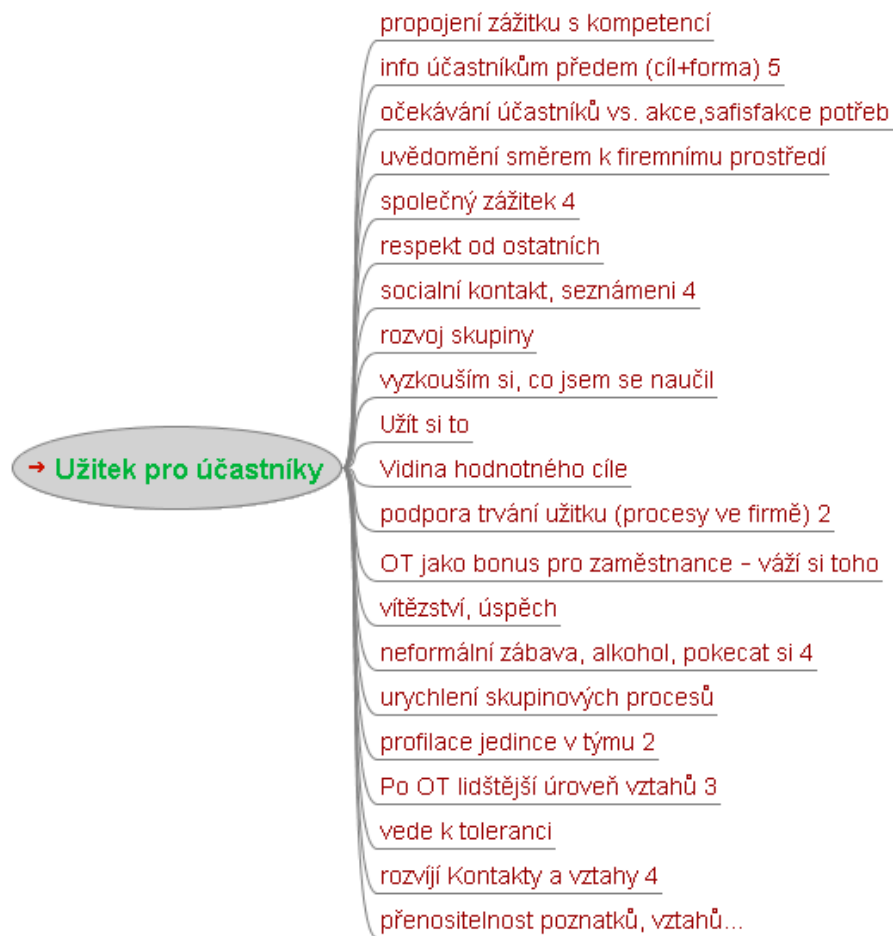 propojení zážitku s kompetencí
info účastníkům předem (cíl+forma) 5
očekávání účastníků vs. akce,safisfakce potřeb
uvědomění směrem k firemnímu prostředí
společný zážitek 4
respekt od ostatních
socialní kontakt, seznámeni 4
rozvoj skupiny
vyzkouším si, co jsem se naučil
Užít si to
→ Užitek pro účastníky
Vidina hodnotného cíle
podpora trvání užitku (procesy ve firmě) 2
OT jako bonus pro zaměstnance – váží si toho
vítězství, úspěch
neformální zábava, alkohol, pokecat si 4
urychlení skupinových procesů
profilace jedince v týmu 2
Po OT lidštější úroveň vztahů 3
vede k toleranci
rozvíjí Kontakty a vztahy 4
přenositelnost poznatků, vztahů...